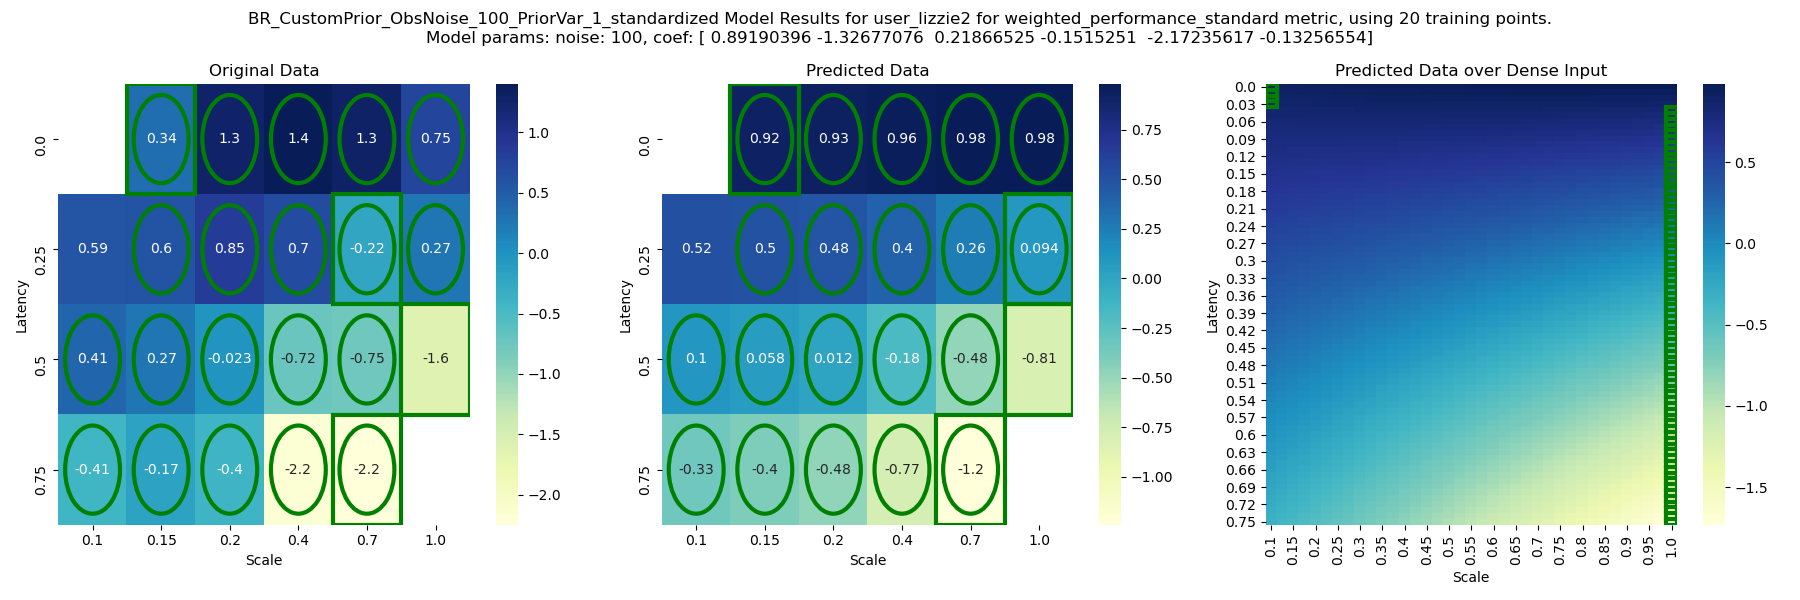 BR_CustomPrior_ObsNoise_100_PriorVar_1_standardized Model Results for user_lizzie2 for weighted_performance_standard metric, using 20 training points.
Model params: noise: 100, coef: [ 0.89190396 -1.32677076  0.21866525 -0.1515251  -2.17235617 -0.13256554]
Original Data
0.0
0.34 1.3 1.4 1.3 0.75
0.25
0.59 0.6 0.85 0.7 -0.22 0.27
0.5
0.41 0.27 -0.023 -0.72 -0.75 -1.6
0.75
-0.41 -0.17 -0.4 -2.2 -2.2
Latency
0.1 0.15 0.2 0.4 0.7 1.0
Scale
1.0
0.5
0.0
−0.5
−1.0
−1.5
−2.0
Predicted Data
0.0
0.92 0.93 0.96 0.98 0.98
0.25
0.52 0.5 0.48 0.4 0.26 0.094
0.5
0.1 0.058 0.012 -0.18 -0.48 -0.81
0.75
-0.33 -0.4 -0.48 -0.77 -1.2
Latency
0.1 0.15 0.2 0.4 0.7 1.0
Scale
0.75
0.50
0.25
0.00
−0.25
−0.50
−0.75
−1.00
Predicted Data over Dense Input
0.0
0.03
0.06
0.09
0.12
0.15
0.18
0.21
0.24
0.27
0.3
0.33
0.36
0.39
0.42
0.45
0.48
0.51
0.54
0.57
0.6
0.63
0.66
0.69
0.72
0.75
Latency
0.1 0.15 0.2 0.25 0.3 0.35 0.4 0.45 0.5 0.55 0.6 0.65 0.7 0.75 0.8 0.85 0.9 0.95 1.0
Scale
0.5
0.0
−0.5
−1.0
−1.5